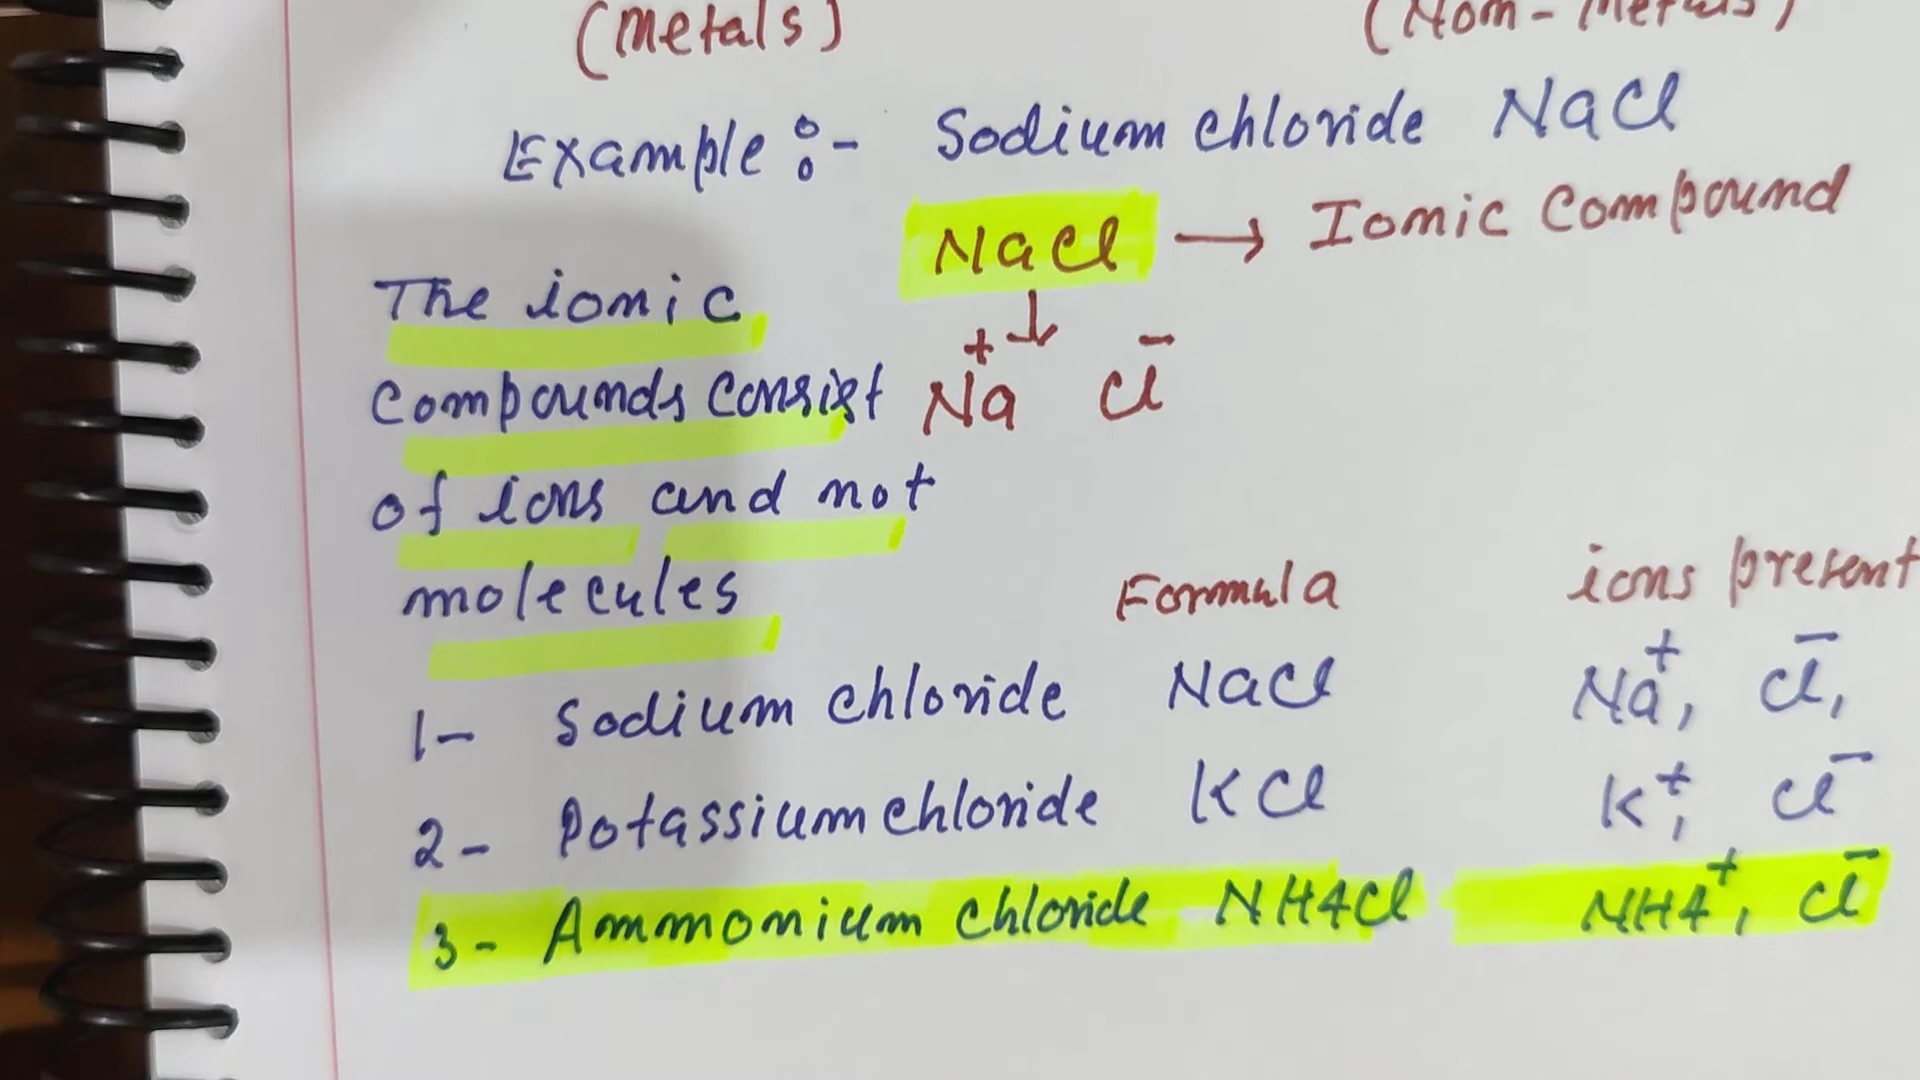 (Metals) (Non-Metals)
Example :- Sodium chloride NaCl
NaCl → Ionic Compound
↓
The ionic
Compounds consist Na⁺ Cl⁻
of ions and not
molecules
Formula ions present
1- Sodium chloride NaCl Na⁺, Cl⁻,
2- Potassium chloride KCl K⁺, Cl⁻
3- Ammonium chloride NH4Cl NH4⁺, Cl⁻